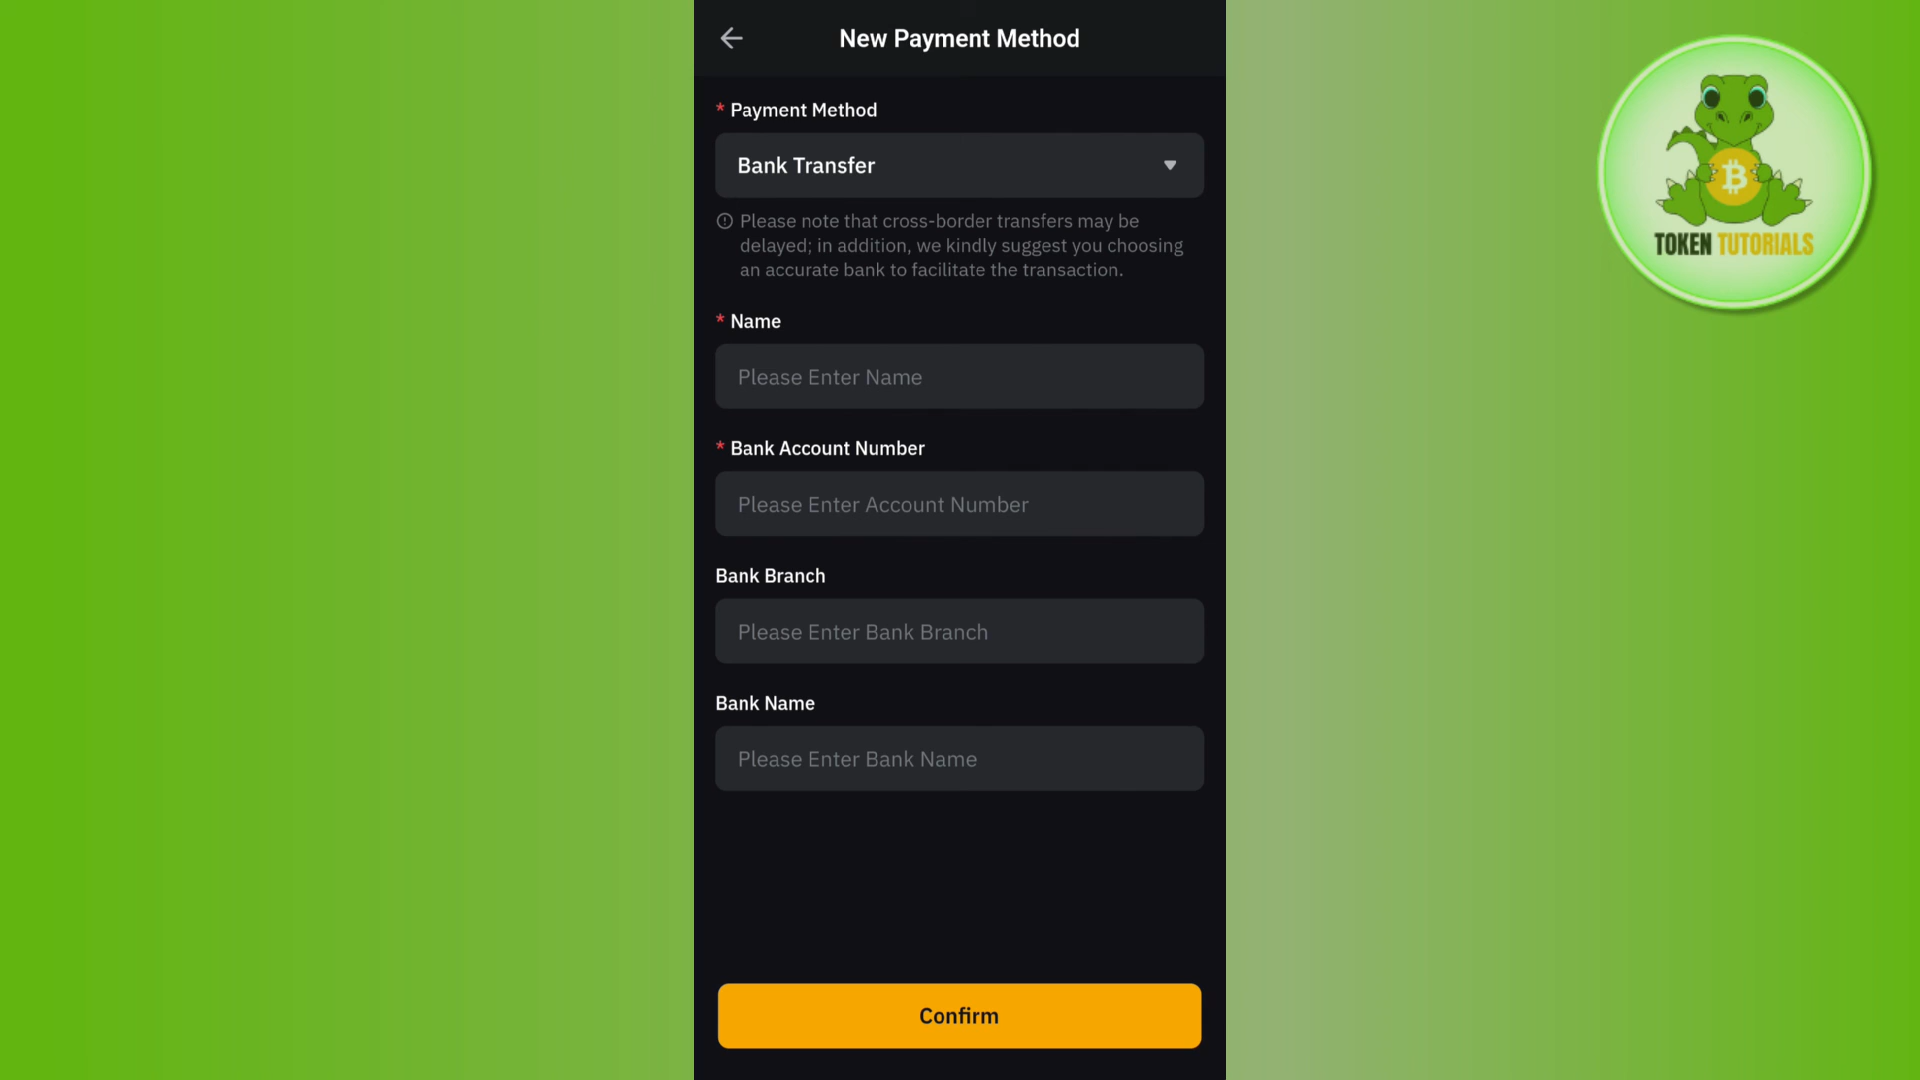 New Payment Method
* Payment Method
Bank Transfer
Please note that cross-border transfers may be
delayed; in addition, we kindly suggest you choosing
an accurate bank to facilitate the transaction.
* Name
Please Enter Name
* Bank Account Number
Please Enter Account Number
Bank Branch
Please Enter Bank Branch
Bank Name
Please Enter Bank Name
Confirm
TOKEN TUTORIALS